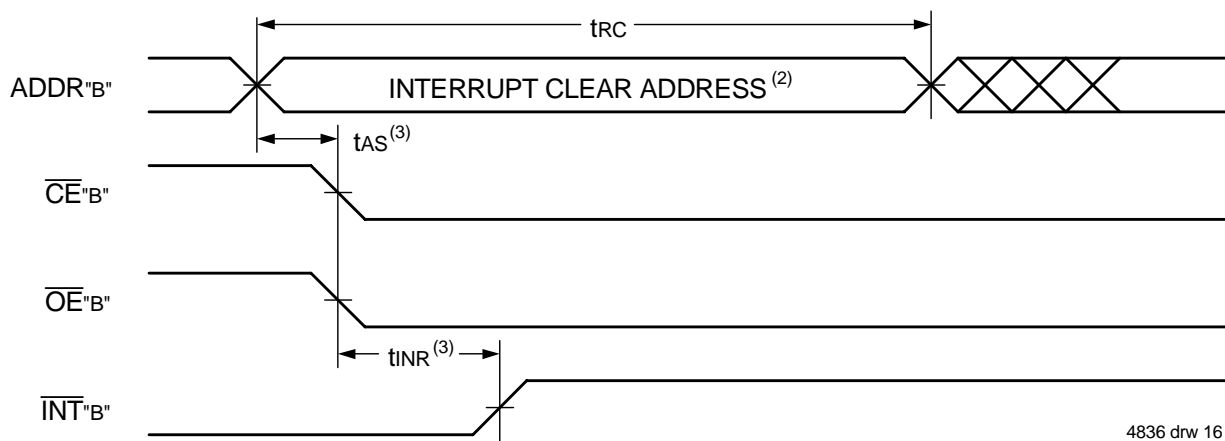 tRC
ADDR"B"
INTERRUPT CLEAR ADDRESS (2)
tAS(3)
CE"B"
OE"B"
tINR(3)
INT"B"
4836 drw 16